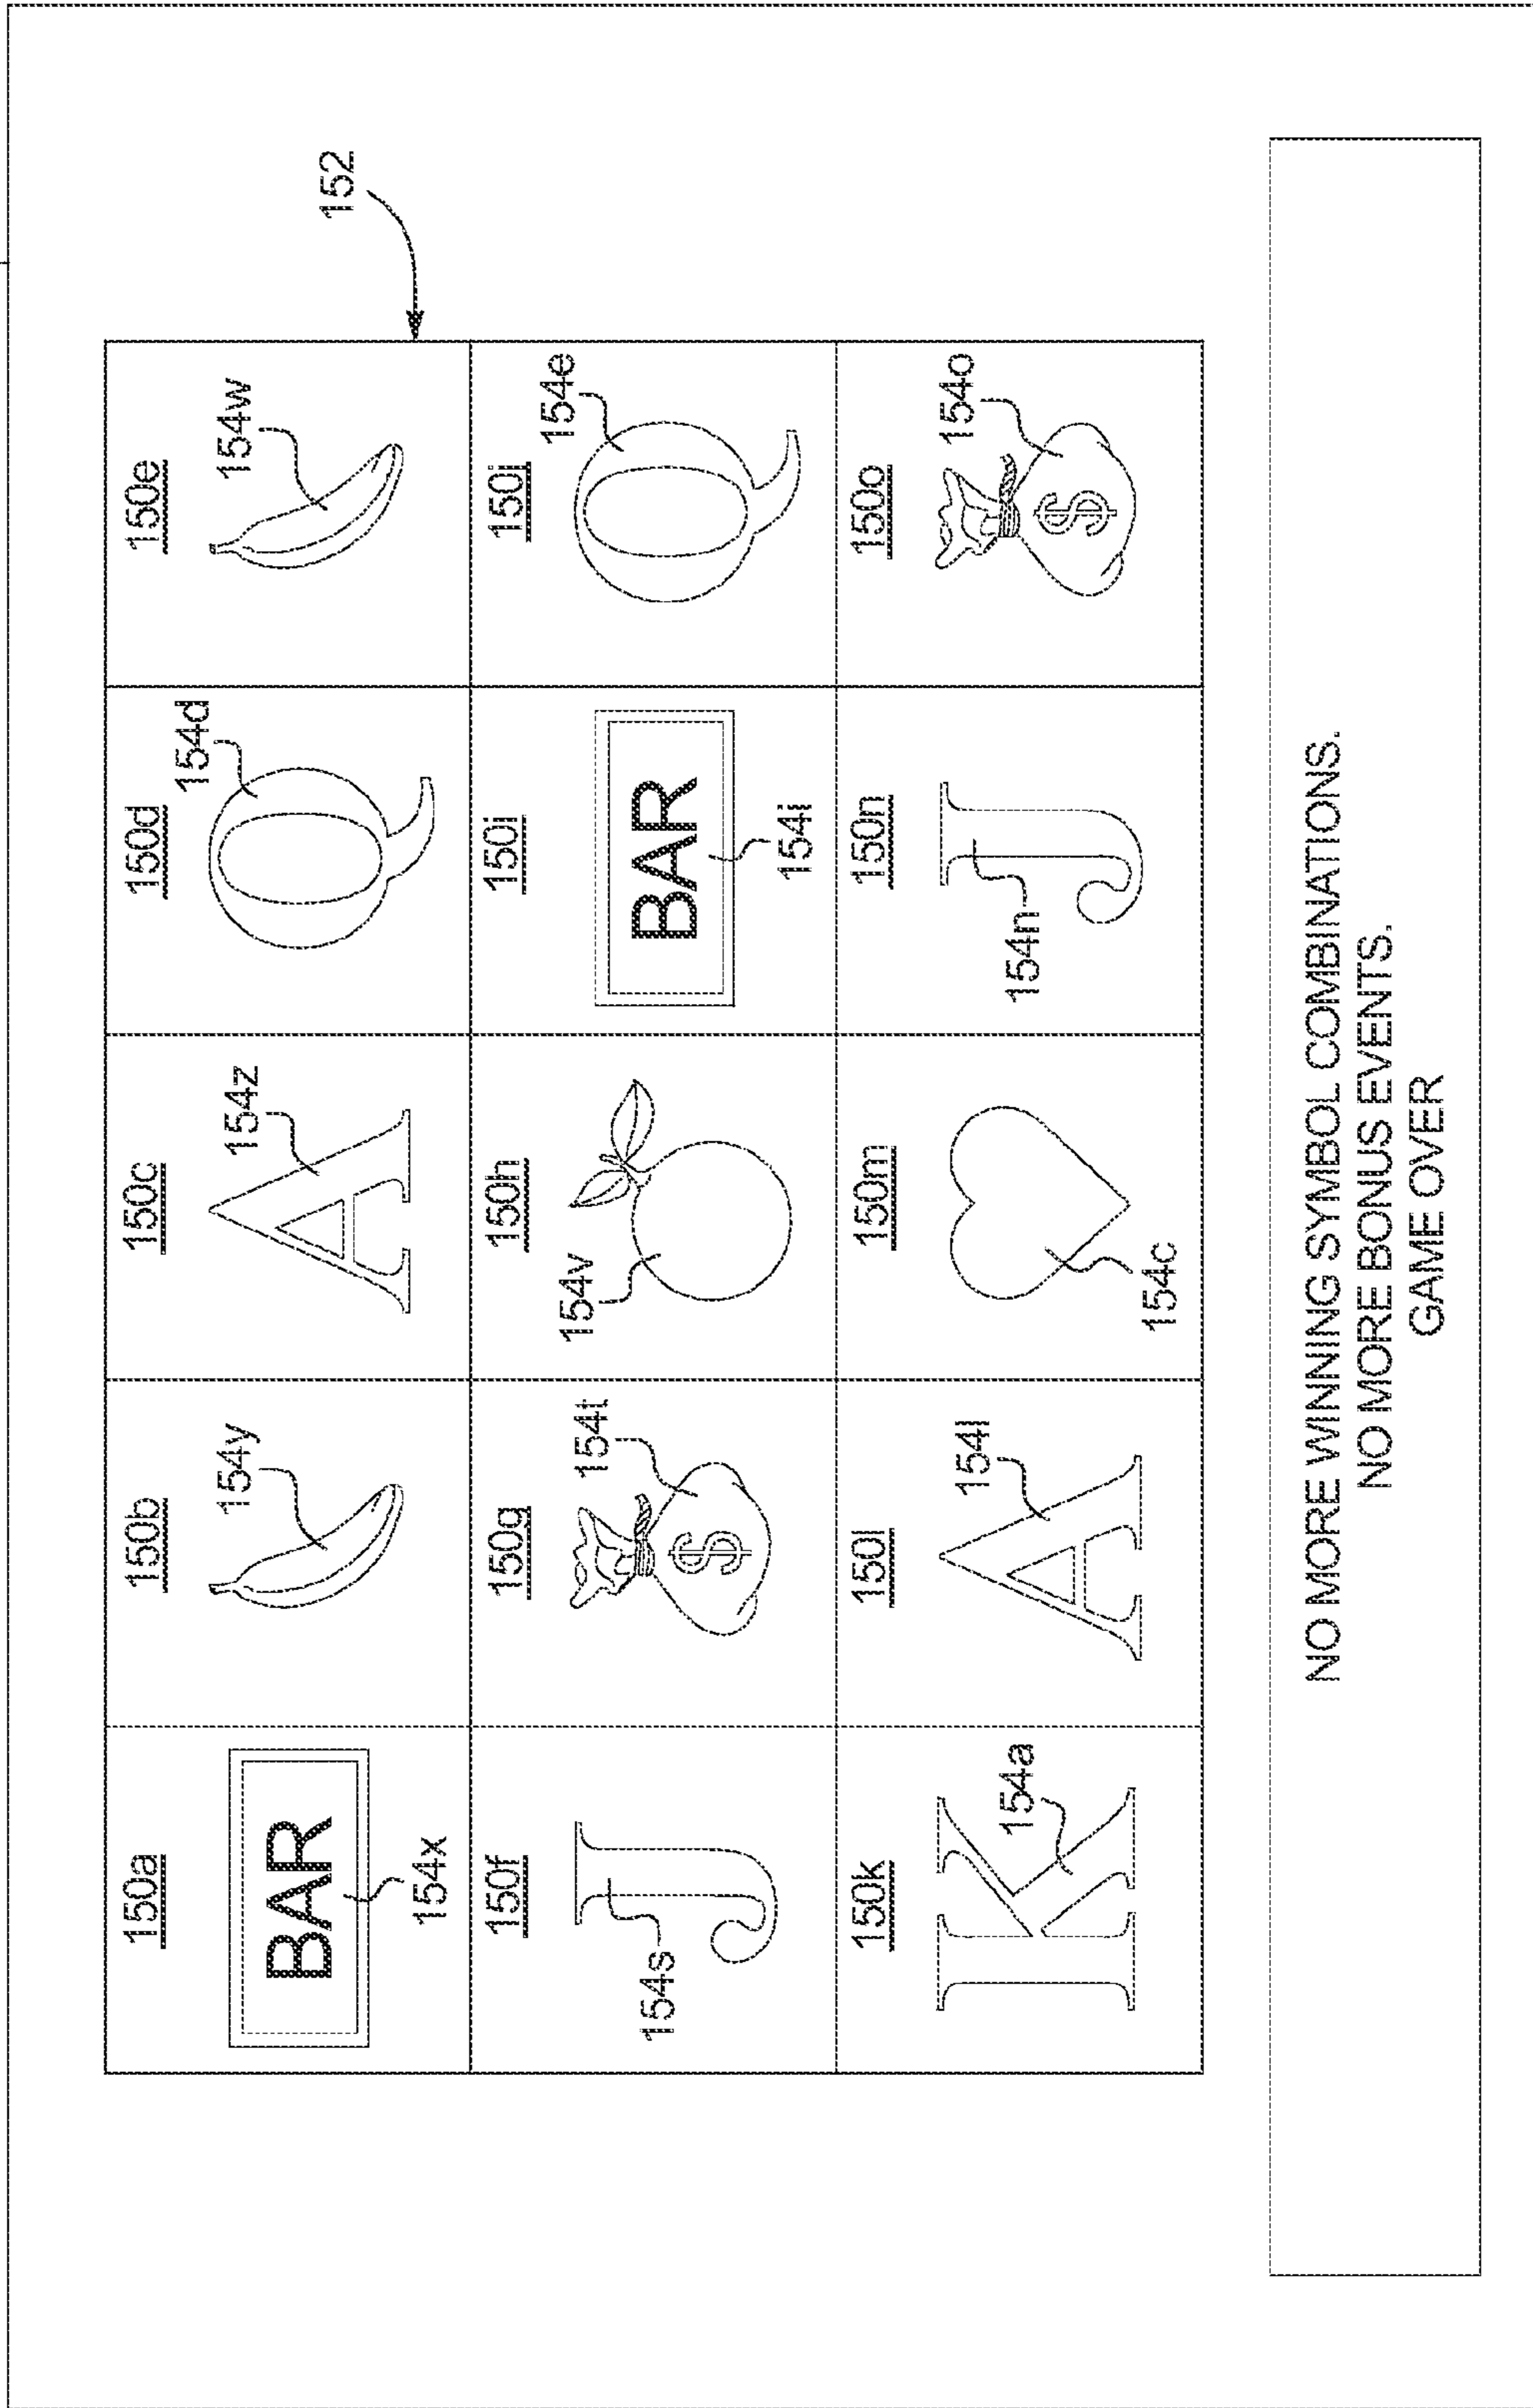 152
150a
150b
150c
150d
150e
BAR
154x
154y
A
154z
Q
154d
154w
150f
150g
150h
150i
150j
J
154s
$
154t
154v
BAR
154i
Q
154e
150k
150l
150m
150n
150o
K
154a
A
154l
154c
J
154n
$
154o
NO MORE WINNING SYMBOL COMBINATIONS.
NO MORE BONUS EVENTS.
GAME OVER